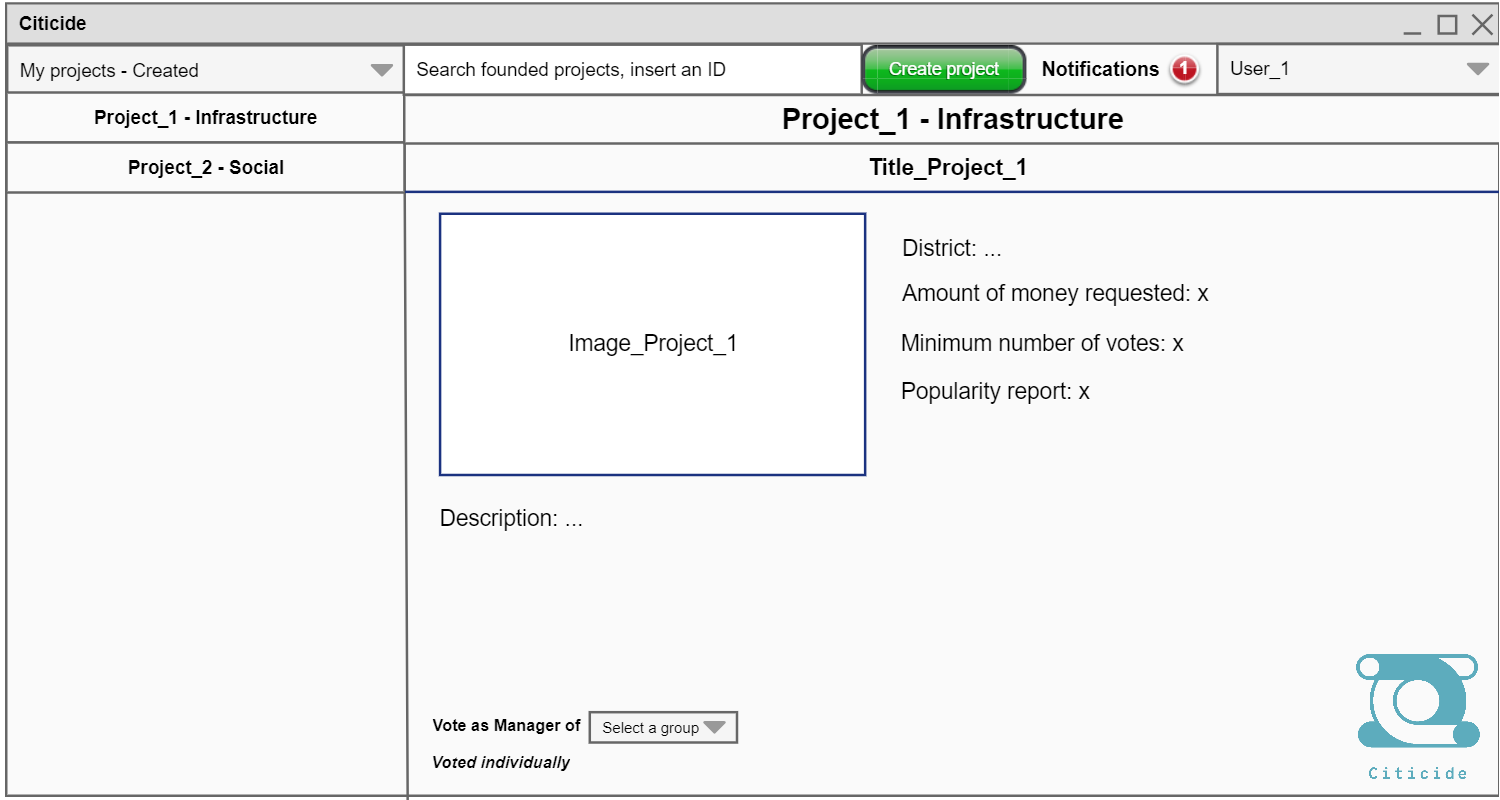 Citicide
My projects - Created
Search founded projects, insert an ID
Create project
Notifications 1
User_1
Project_1 - Infrastructure
Project_2 - Social
Project_1 - Infrastructure
Title_Project_1
Image_Project_1
District: ...
Amount of money requested: x
Minimum number of votes: x
Popularity report: x
Description: ...
Vote as Manager of Select a group
Voted individually
Citicide